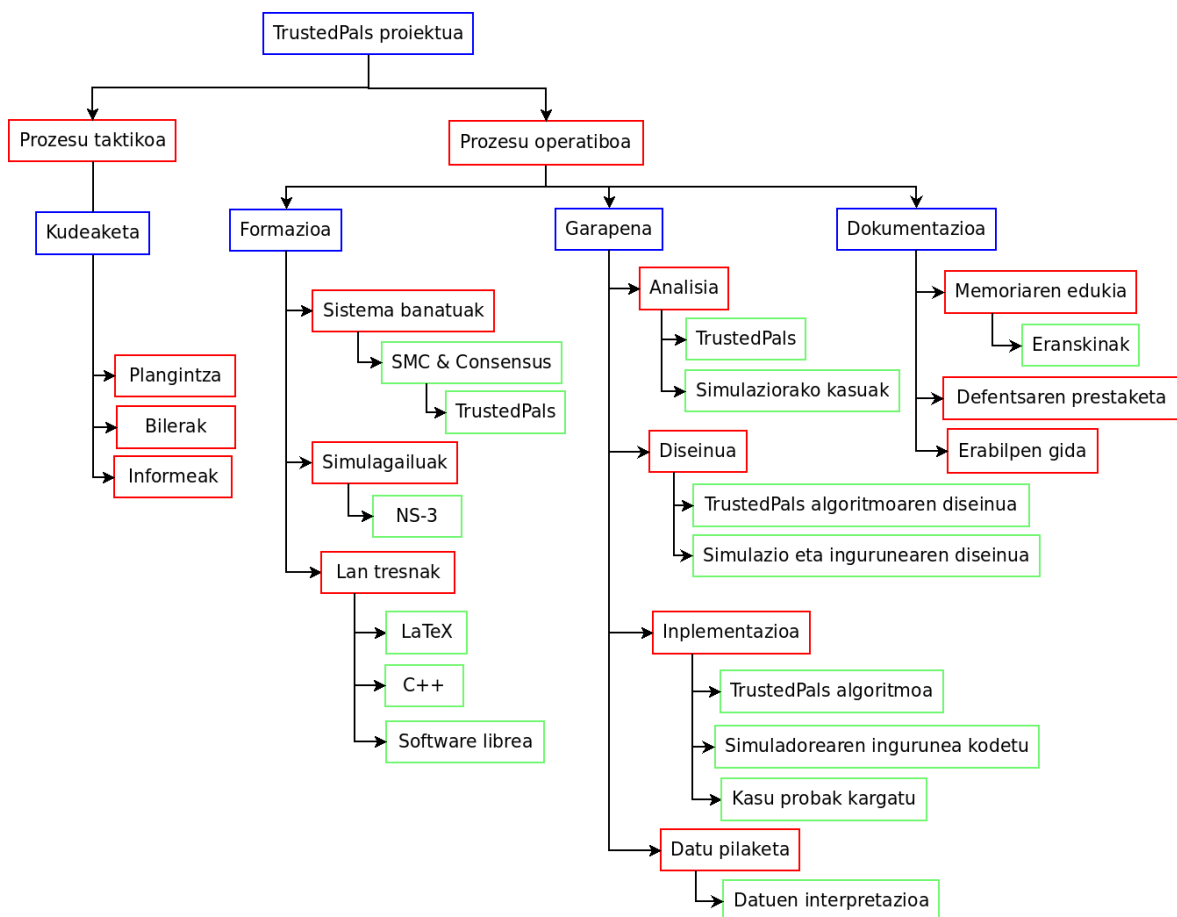 TrustedPals proiektua
Prozesu taktikoa
Prozesu operatiboa
Kudeaketa
Plangintza
Bilerak
Informeak
Formazioa
Sistema banatuak
SMC & Consensus
TrustedPals
Simulagailuak
NS-3
Lan tresnak
LaTeX
C++
Software librea
Garapena
Analisia
TrustedPals
Simulaziorako kasuak
Diseinua
TrustedPals algoritmoaren diseinua
Simulazio eta ingurunearen diseinua
Inplementazioa
TrustedPals algoritmoa
Simuladorearen ingurunea kodetu
Kasu probak kargatu
Datu pilaketa
Datuen interpretazioa
Dokumentazioa
Memoriaren edukia
Eranskinak
Defentsaren prestaketa
Erabilpen gida